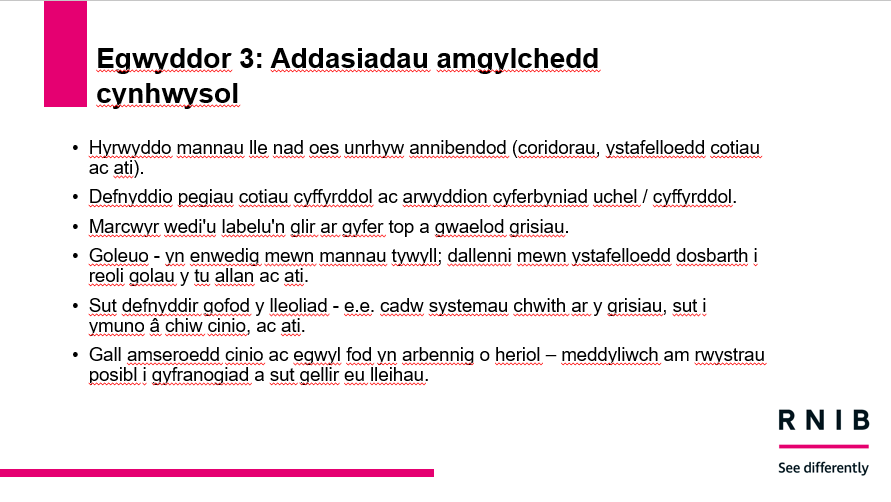 Egwyddor 3: Addasiadau amgylchedd
cynhwysol
• Hyrwyddo mannau lle nad oes unrhyw annibendod (coridorau, ystafelloedd cotiau
ac ati).
• Defnyddio pegiau cotiau cyffyrddol ac arwyddion cyferbyniad uchel / cyffyrddol.
• Marcwyr wedi'u labelu'n glir ar gyfer top a gwaelod grisiau.
• Goleuo - yn enwedig mewn mannau tywyll; dallenni mewn ystafelloedd dosbarth i
reoli golau y tu allan ac ati.
• Sut defnyddir gofod y lleoliad - e.e. cadw systemau chwith ar y grisiau, sut i
ymuno â chiw cinio, ac ati.
• Gall amseroedd cinio ac egwyl fod yn arbennig o heriol – meddyliwch am rwystrau
posibl i gyfranogiad a sut gellir eu lleihau.
RNIB
See differently